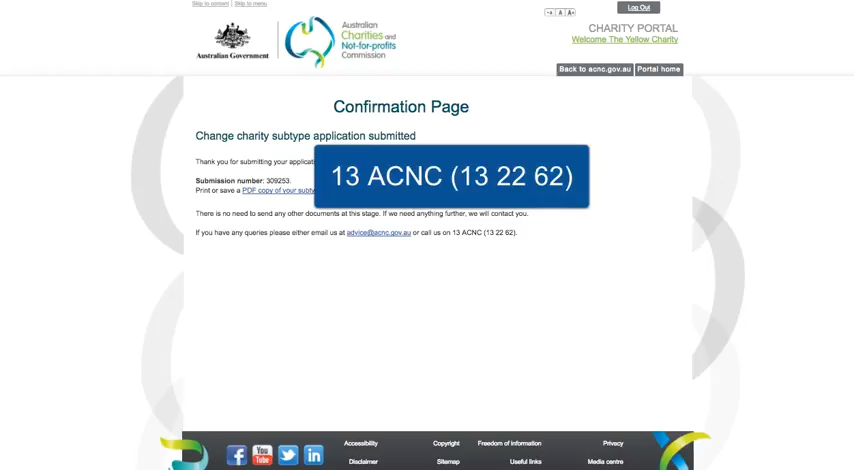 Skip to content | Skip to menu
Log Out
-A A A+
Australian Government
Australian
Charities and
Not-for-profits
Commission
CHARITY PORTAL
Welcome The Yellow Charity
Back to acnc.gov.au
Portal home
Confirmation Page
Change charity subtype application submitted
Thank you for submitting your
13 ACNC (13 22 62)
Submission number: 309253.
Print or save a PDF copy of your
There is no need to send any other documents at this stage. If we need anything further, we will contact you.
If you have any queries please either email us at advice@acnc.gov.au or call us on 13 ACNC (13 22 62).
Accessibility Copyright Freedom of information Privacy
You
Tube
Disclaimer Sitemap Useful links Media centre